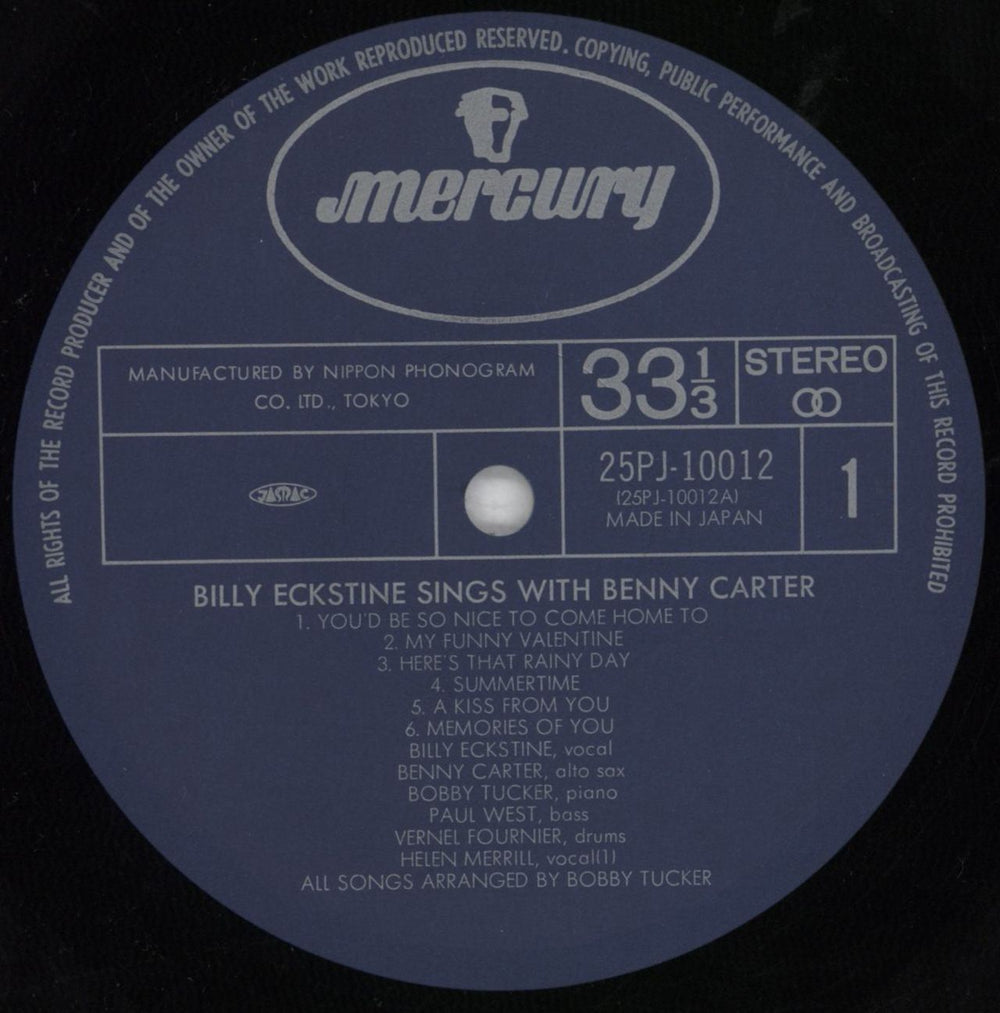 ALL RIGHTS OF THE RECORD PRODUCER AND OF THE OWNER OF THE WORK REPRODUCED RESERVED. COPYING, PUBLIC PERFORMANCE AND BROADCASTING OF THIS RECORD PROHIBITED
mercury
MANUFACTURED BY NIPPON PHONOGRAM
CO. LTD., TOKYO
33 1/3
STEREO
JASRAC
25PJ-10012
(25PJ-10012A)
MADE IN JAPAN
1
BILLY ECKSTINE SINGS WITH BENNY CARTER
1. YOU'D BE SO NICE TO COME HOME TO
2. MY FUNNY VALENTINE
3. HERE'S THAT RAINY DAY
4. SUMMERTIME
5. A KISS FROM YOU
6. MEMORIES OF YOU
BILLY ECKSTINE, vocal
BENNY CARTER, alto sax
BOBBY TUCKER, piano
PAUL WEST, bass
VERNEL FOURNIER, drums
HELEN MERRILL, vocal(1)
ALL SONGS ARRANGED BY BOBBY TUCKER